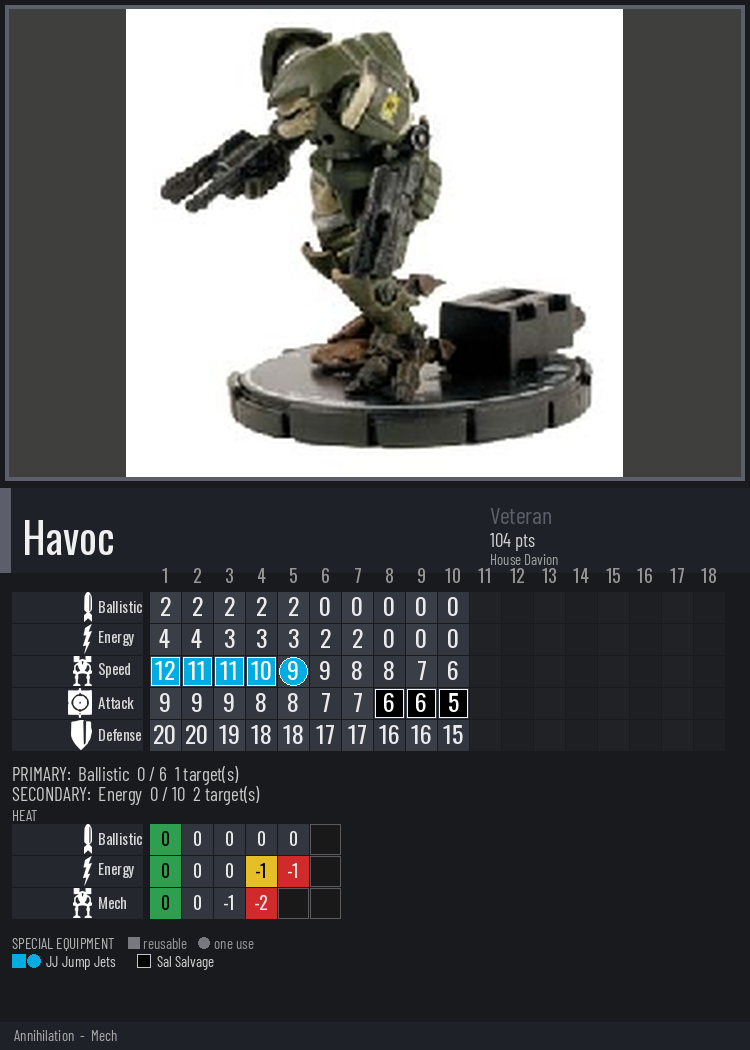 Havoc
Veteran
104 pts
House Davion
1 2 3 4 5 6 7 8 9 10 11 12 13 14 15 16 17 18
Ballistic 2 2 2 2 2 0 0 0 0 0
Energy 4 4 3 3 3 2 2 0 0 0
Speed 12 11 11 10 9 9 8 8 7 6
Attack 9 9 9 8 8 7 7 6 6 5
Defense 20 20 19 18 18 17 17 16 16 15
PRIMARY: Ballistic 0 / 6 1 target(s)
SECONDARY: Energy 0 / 10 2 target(s)
HEAT
Ballistic 0 0 0 0 0
Energy 0 0 0 -1 -1
Mech 0 0 -1 -2
SPECIAL EQUIPMENT reusable one use
JJ Jump Jets Sal Salvage
Annihilation - Mech